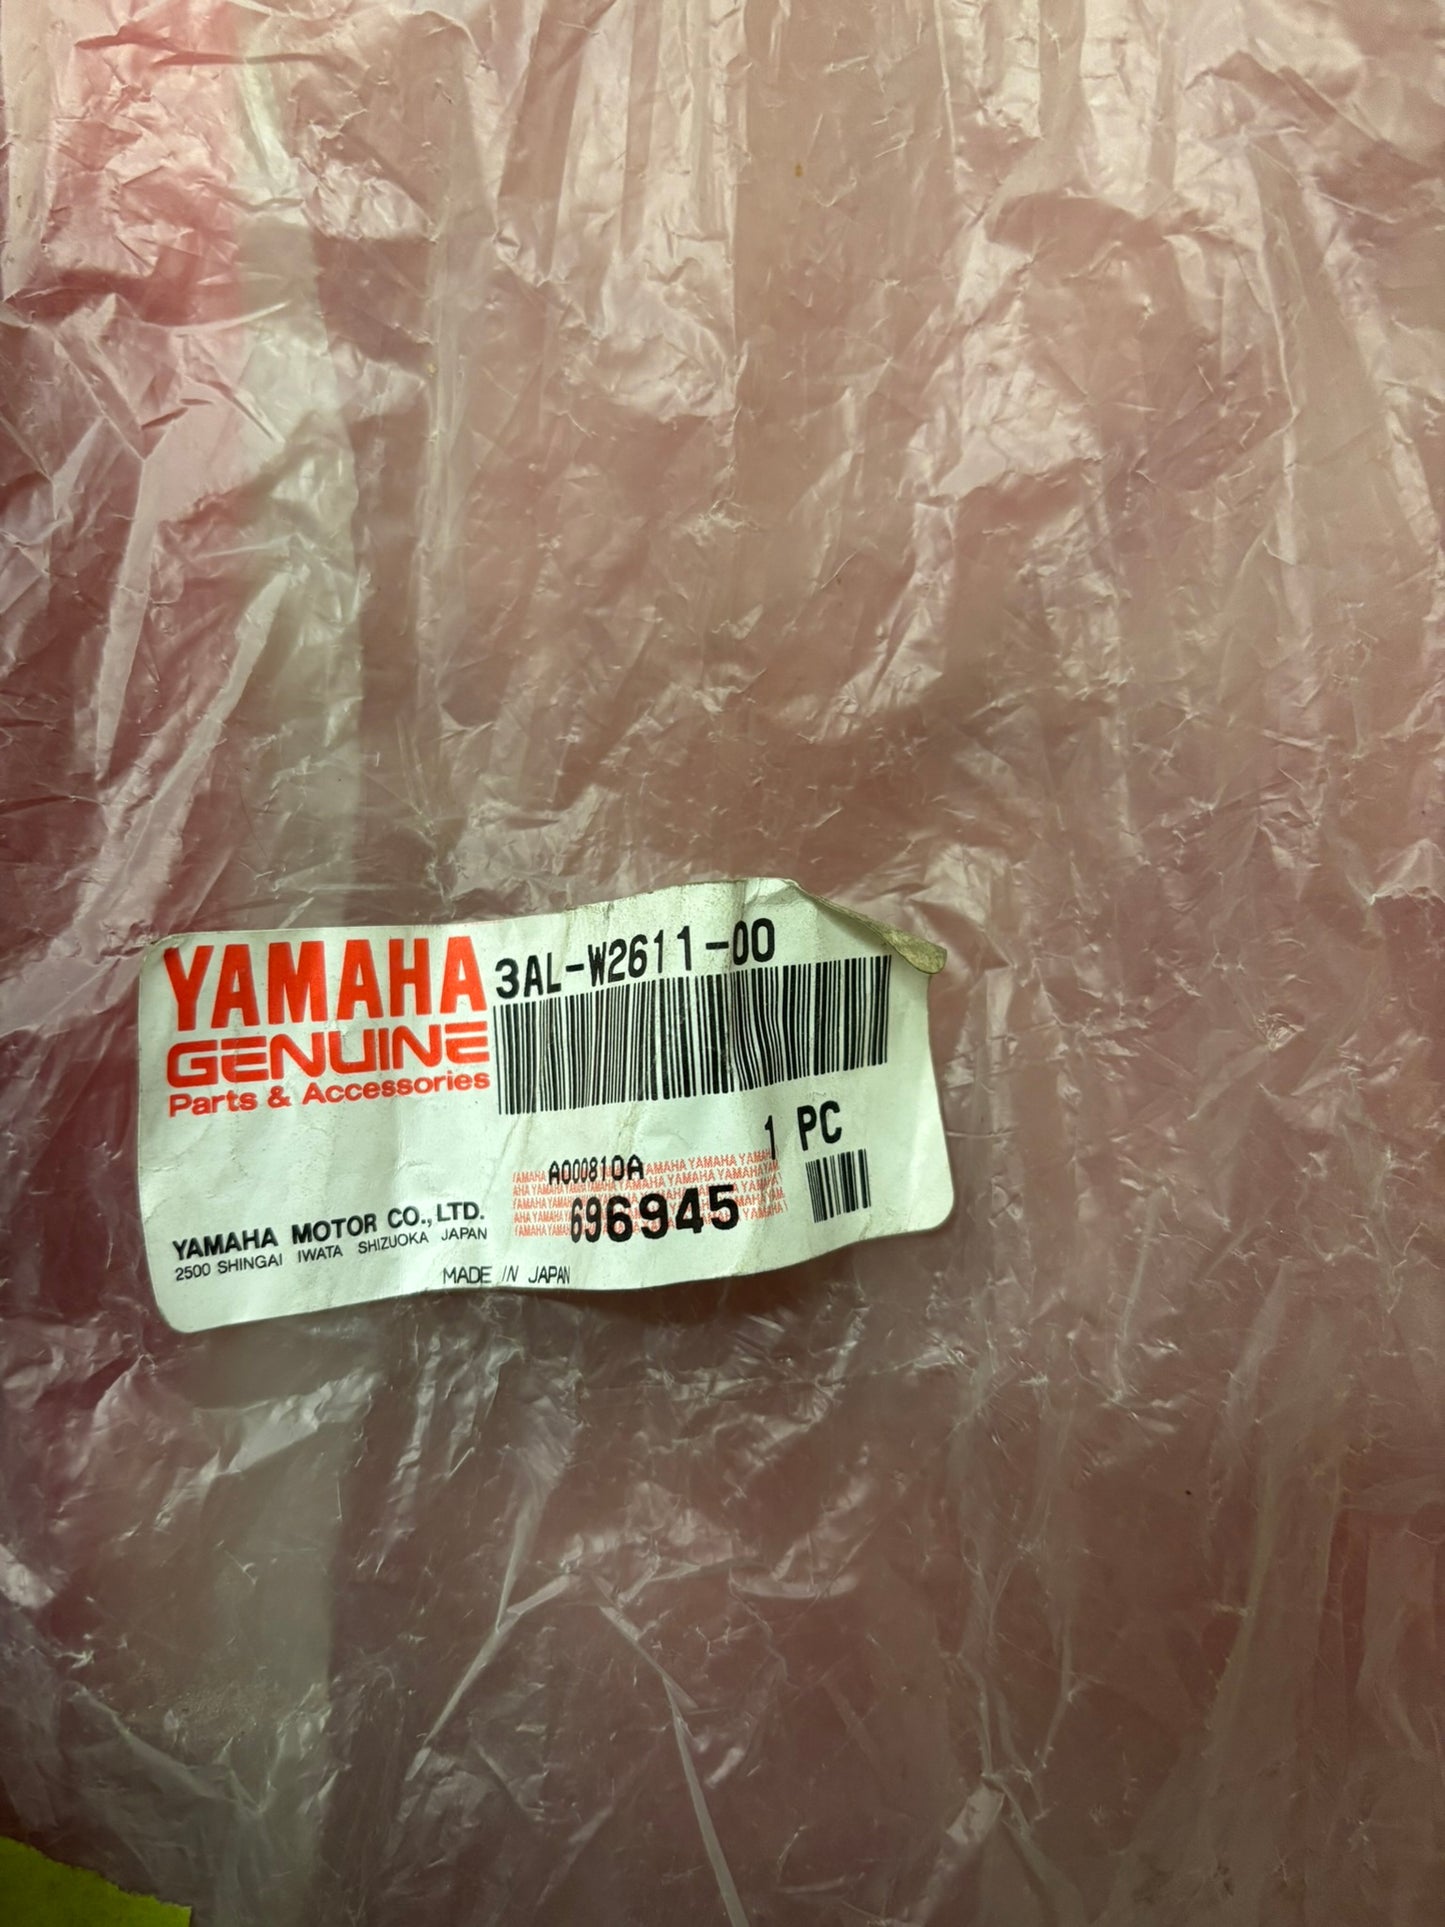 YAMAHA
GENUINE
Parts & Accessories
3AL-W2611-00
1 PC
A000810A
696945
YAMAHA MOTOR CO., LTD.
2500 SHINGAI IWATA SHIZUOKA JAPAN
MADE IN JAPAN